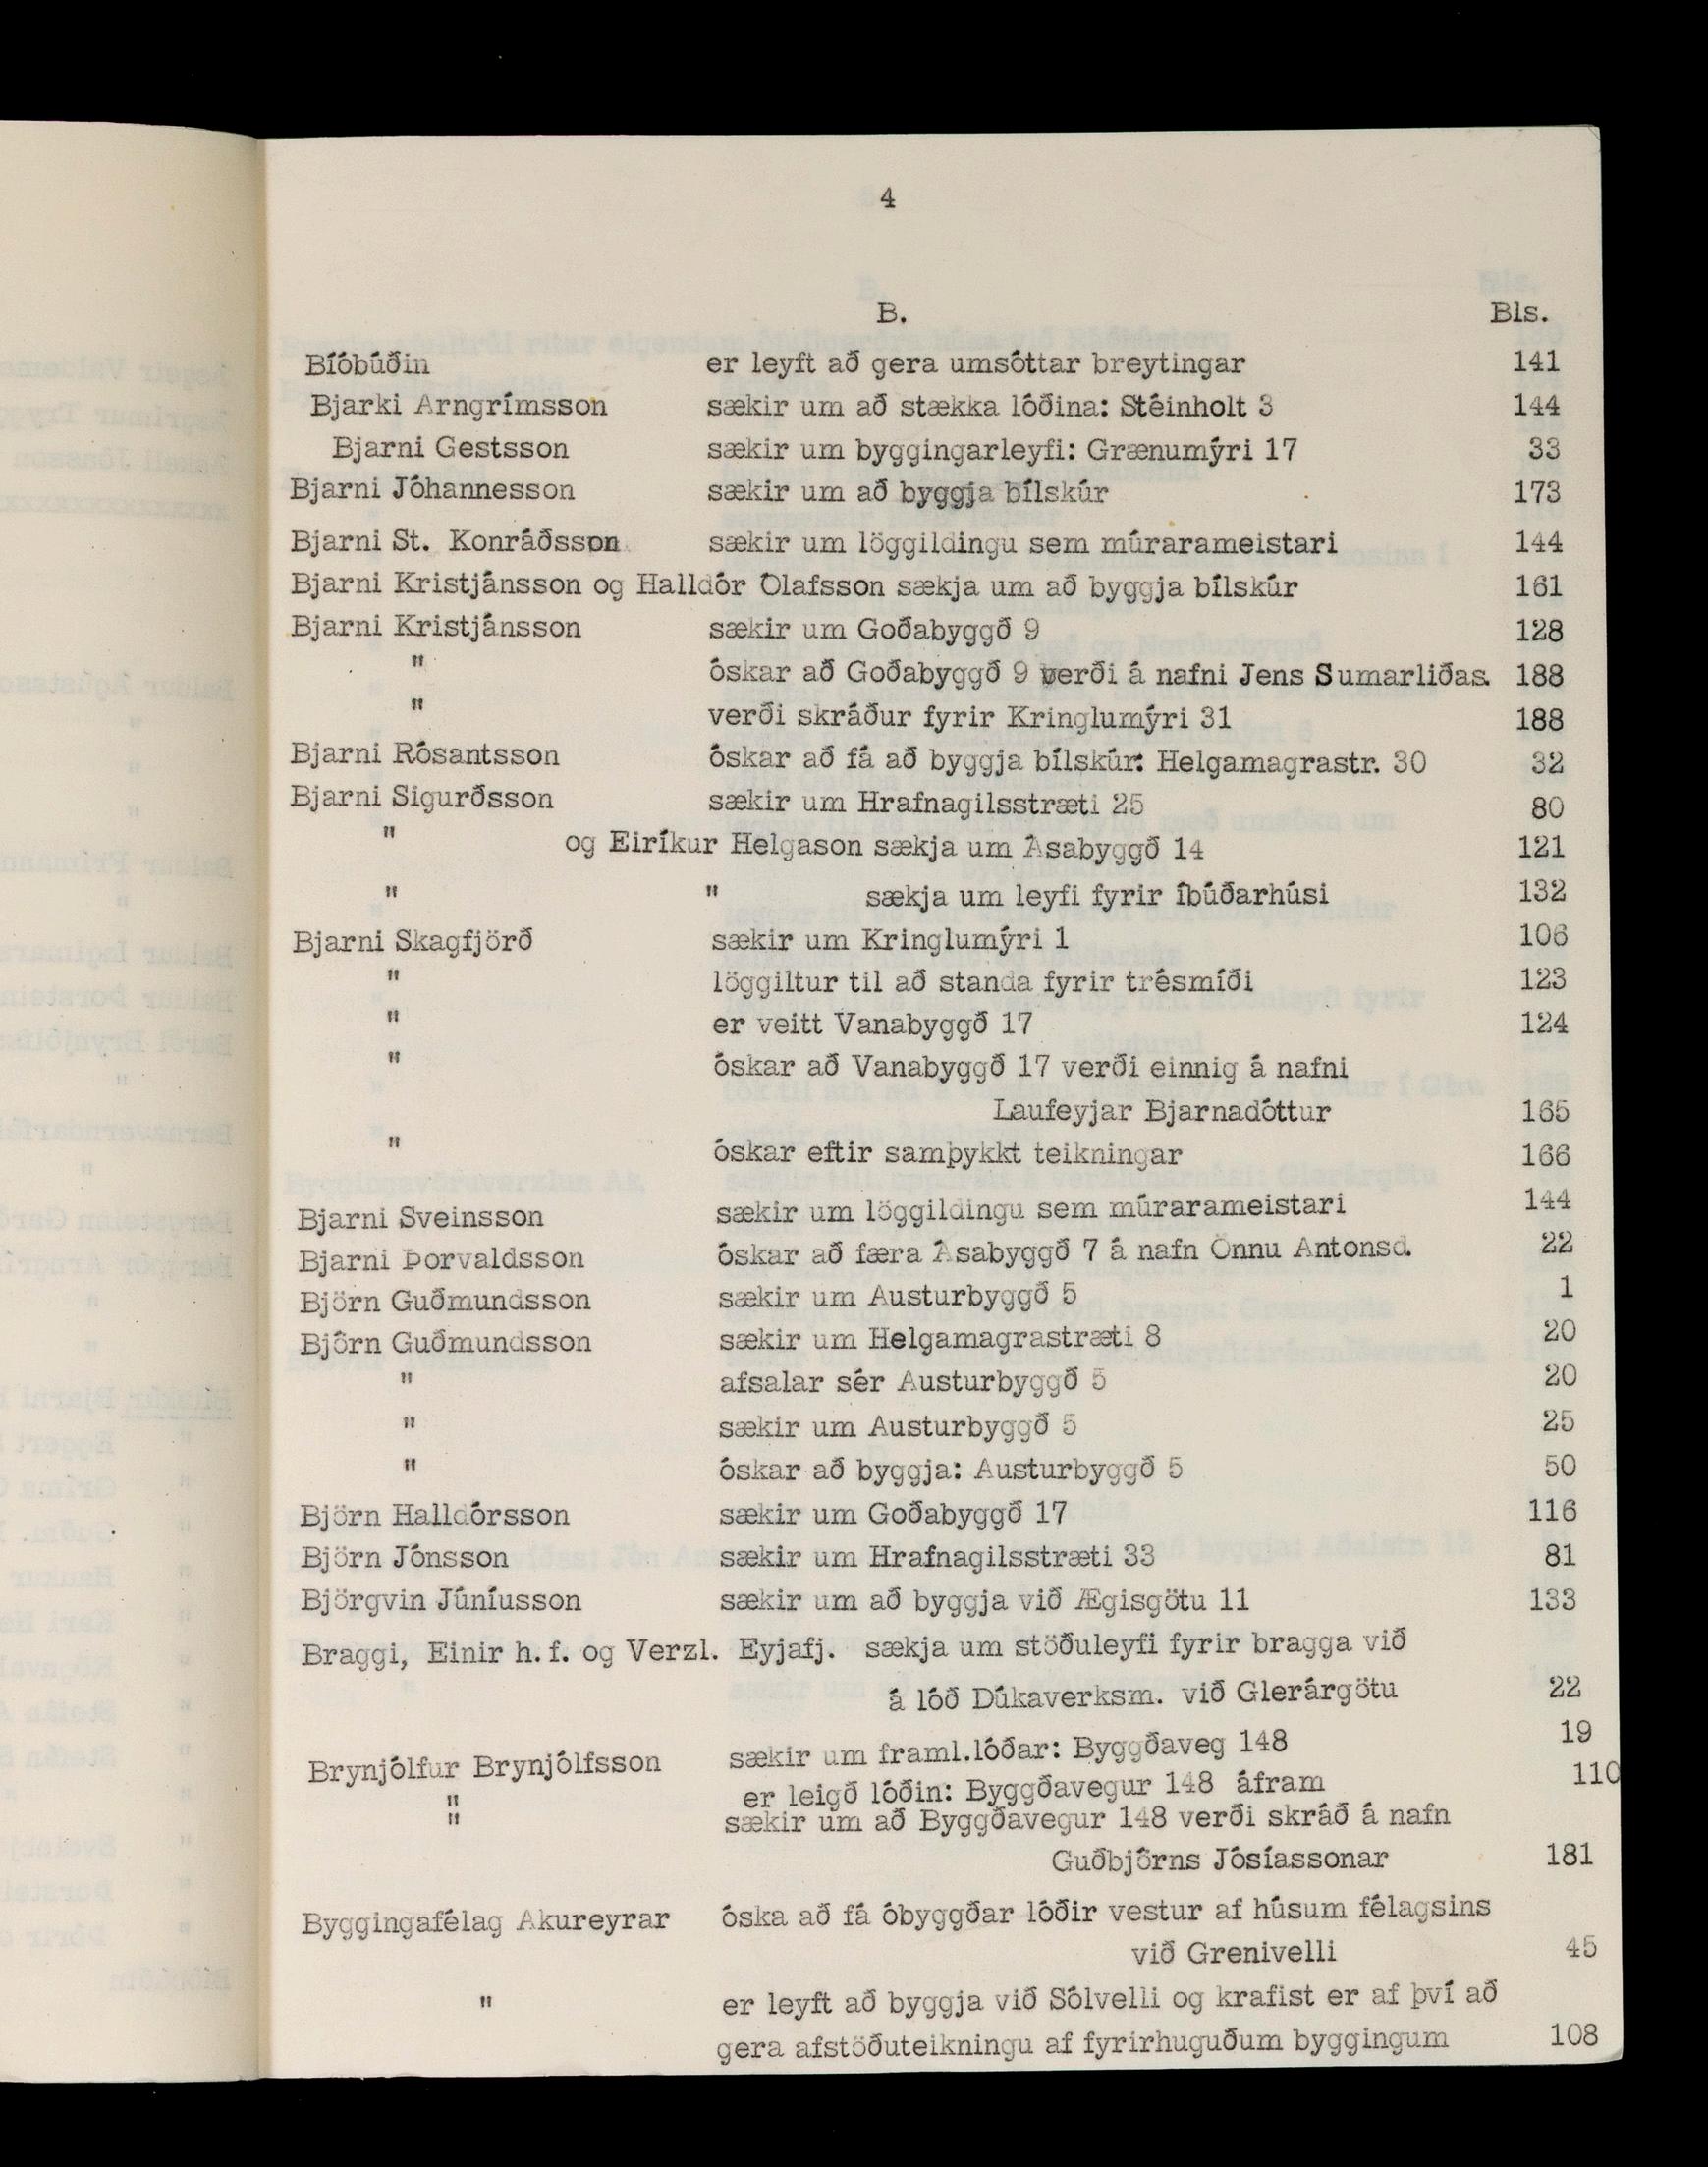 4
B. Bls.
Bíóbúðin er leyft að gera umsóttar breytingar 141
Bjarki Arngrímsson sækir um að stækka lóðina: Stéinholt 3 144
Bjarni Gestsson sækir um byggingarleyfi: Grænumýri 17 33
Bjarni Jóhannesson sækir um að byggja bílskúr 173
Bjarni St. Konráðsson sækir um löggildingu sem múrarameistari 144
Bjarni Kristjánsson og Halldór Ólafsson sækja um að byggja bílskúr 161
Bjarni Kristjánsson sækir um Goðabyggð 9 128
" óskar að Goðabyggð 9 verði á nafni Jens Sumarliðas. 188
" verði skráður fyrir Kringlumýri 31 188
Bjarni Rósantsson óskar að fá að byggja bílskúr: Helgamagrastr. 30 32
Bjarni Sigurðsson sækir um Hrafnagilsstræti 25 80
" og Eiríkur Helgason sækja um Ásabyggð 14 121
" " sækja um leyfi fyrir íbúðarhúsi 132
Bjarni Skagfjörð sækir um Kringlumýri 1 106
" löggiltur til að standa fyrir trésmíði 123
" er veitt Vanabyggð 17 124
" óskar að Vanabyggð 17 verði einnig á nafni
Laufeyjar Bjarnadóttur 165
" óskar eftir samþykkt teikningar 166
Bjarni Sveinsson sækir um löggildingu sem múrarameistari 144
Bjarni Þorvaldsson óskar að færa Ásabyggð 7 á nafn Önnu Antonsd. 22
Björn Guðmundsson sækir um Austurbyggð 5 1
Björn Guðmundsson sækir um Helgamagrastræti 8 20
" afsalar sér Austurbyggð 5 20
" sækir um Austurbyggð 5 25
" óskar að byggja: Austurbyggð 5 50
Björn Halldórsson sækir um Goðabyggð 17 116
Björn Jónsson sækir um Hrafnagilsstræti 33 81
Björgvin Júníusson sækir um að byggja við Ægisgötu 11 133
Braggi, Einir h.f. og Verzl. Eyjafj. sækja um stöðuleyfi fyrir bragga við
á lóð Dúkaverksm. við Glerárgötu 22
Brynjólfur Brynjólfsson sækir um framl.lóðar: Byggðaveg 148 19
" er leigð lóðin: Byggðavegur 148 áfram 110
" sækir um að Byggðavegur 148 verði skráð á nafn
Guðbjörns Jósíassonar 181
Byggingafélag Akureyrar óska að fá óbyggðar lóðir vestur af húsum félagsins
við Grenivelli 45
" er leyft að byggja við Sólvelli og krafist er af því að
gera afstöðuteikningu af fyrirhuguðum byggingum 108